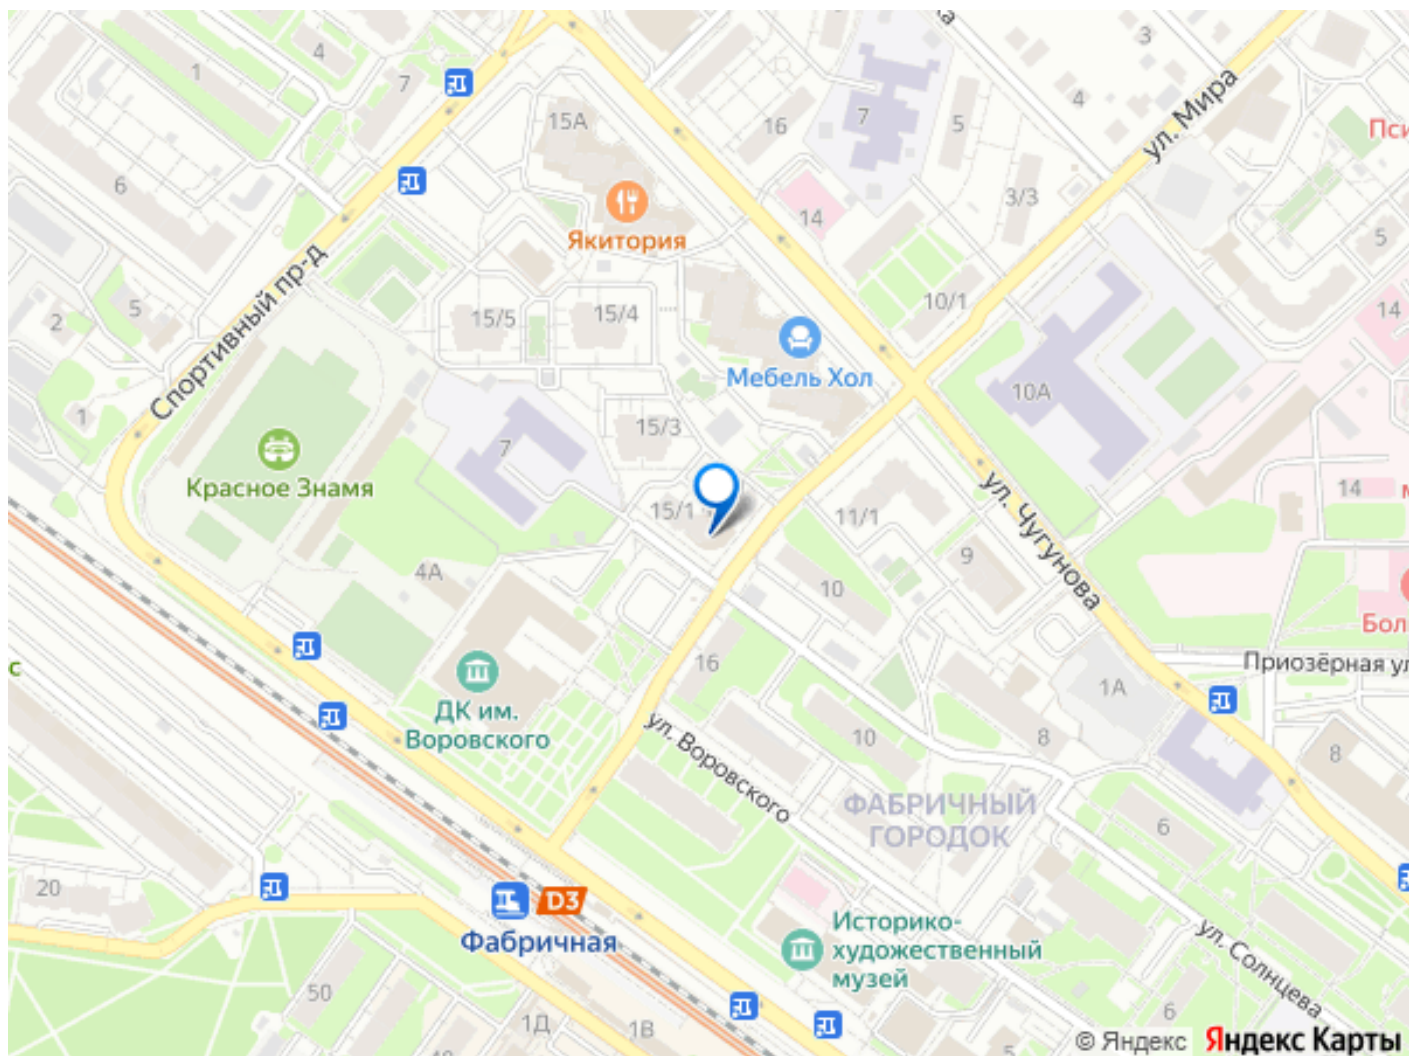 4
1
7
15А
16
7
5
3
4
ул. Мира
Пси
6
14
3/3
Якитория
5
Спортивный пр-д
2
5
15/5
15/4
10/1
14
Мебель Хол
10А
1
7
15/3
Красное Знамя
15/1
11/1
ул. Чугунова
14
м
9
4А
10
Бол
с
16
Приозёрная ул
1А
ДК им.
Воровского
ул. Воровского
10
8
8
ФАБРИЧНЫЙ
ГОРОДОК
6
20
D3
Фабричная
Историко-
художественный
музей
ул. Солнцева
50
1Д
1В
6
5
© Яндекс
Яндекс Карты